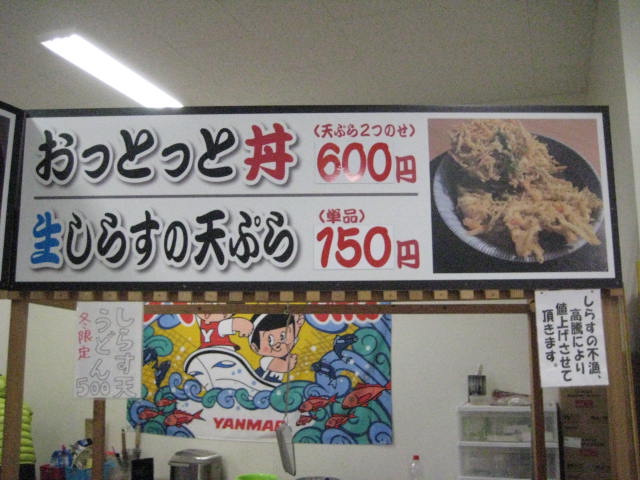 おっとっと丼
(天ぷら2つのせ)
600円
生しらすの天ぷら
(単品)
150円
しらす天
うどん
500
冬限定
YANMAR
しらすの不漁、
高騰により
値上げさせて
頂きます。